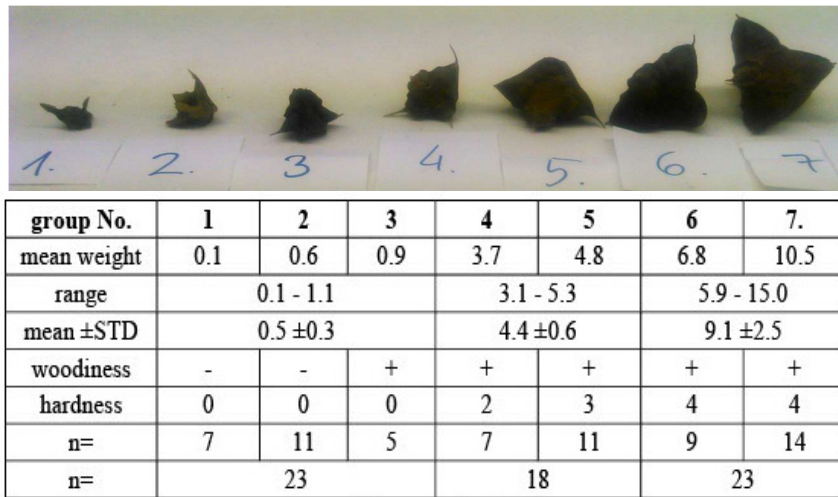 1. 2. 3 4. 5. 6. 7
group No. 1 2 3 4 5 6 7.
mean weight 0.1 0.6 0.9 3.7 4.8 6.8 10.5
range 0.1 - 1.1 3.1 - 5.3 5.9 - 15.0
mean ±STD 0.5 ±0.3 4.4 ±0.6 9.1 ±2.5
woodiness - - + + + + +
hardness 0 0 0 2 3 4 4
n= 7 11 5 7 11 9 14
n= 23 18 23